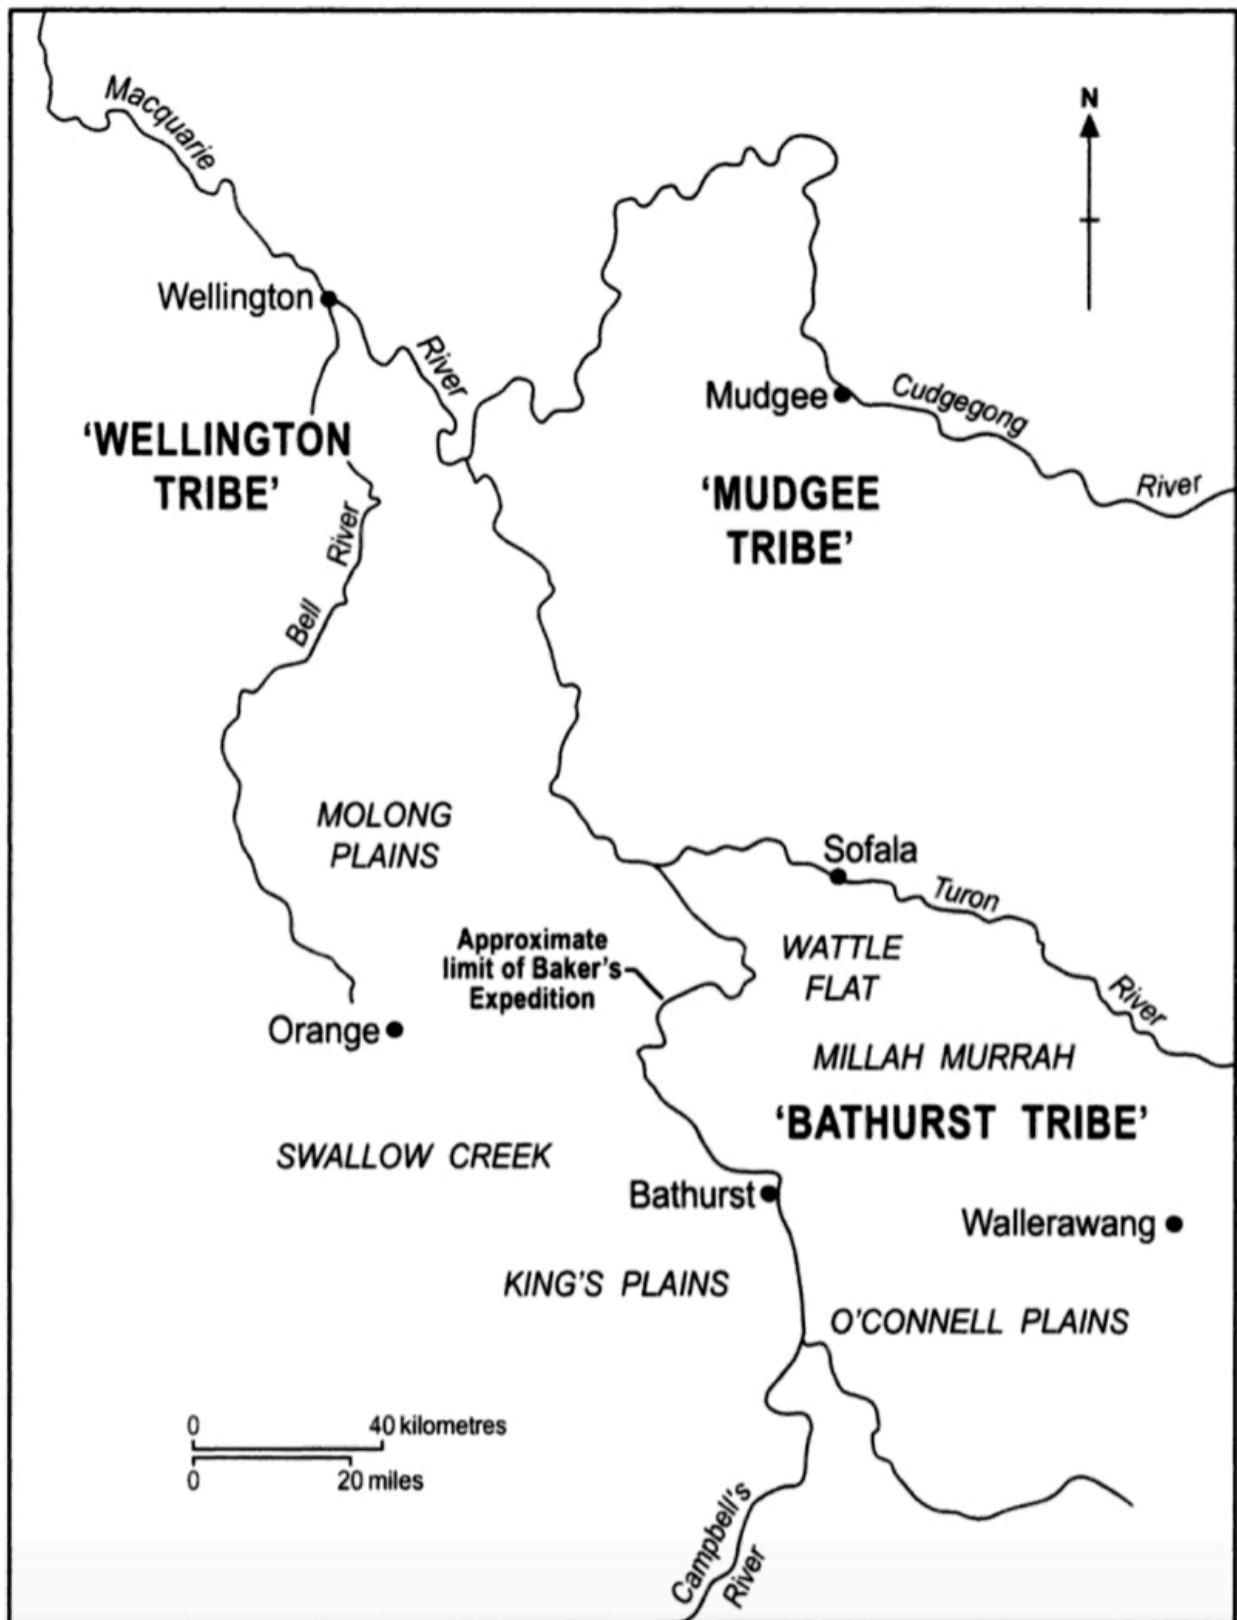 N
Macquarie
River
Wellington
Mudgee
Cudgegong
River
'WELLINGTON
TRIBE'
'MUDGEE
TRIBE'
Bell
River
MOLONG
PLAINS
Sofala
Turon
River
WATTLE
FLAT
Approximate
limit of Baker's
Expedition
Orange
MILLAH MURRAH
'BATHURST TRIBE'
SWALLOW CREEK
Bathurst
Wallerawang
KING'S PLAINS
O'CONNELL PLAINS
0 40 kilometres
0 20 miles
Campbell's
River